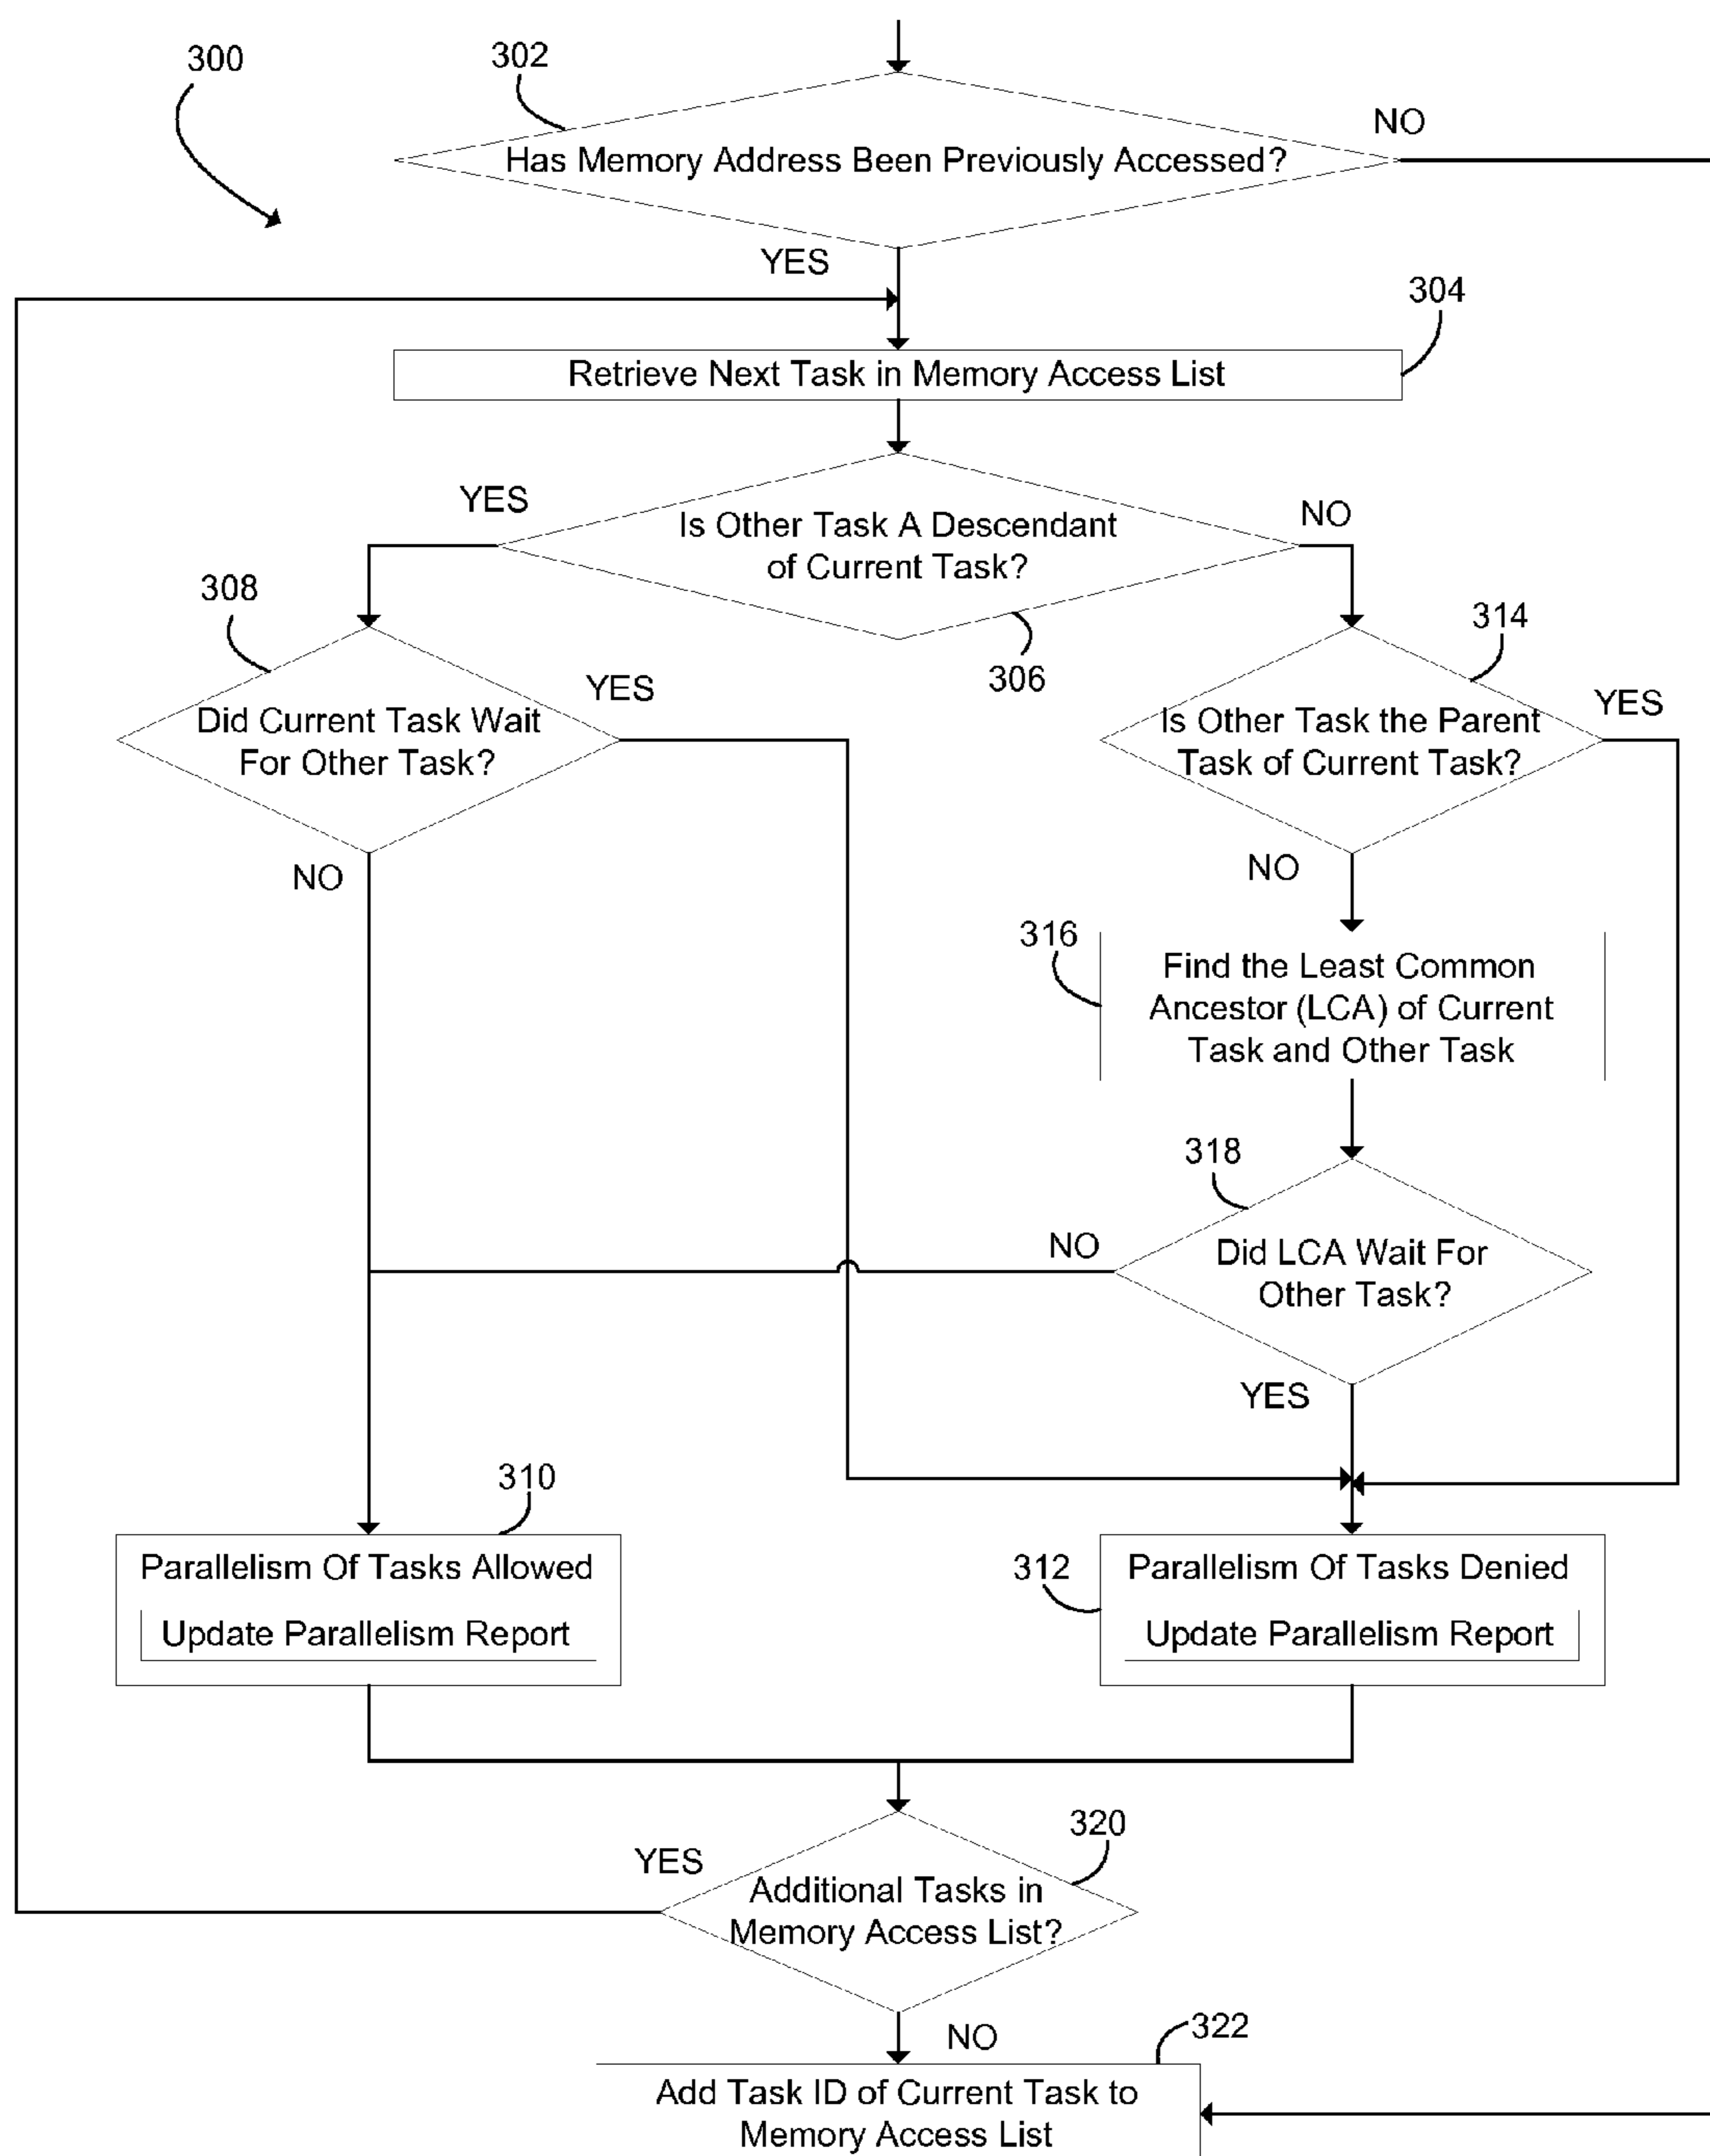 300
302
NO
Has Memory Address Been Previously Accessed?
YES
304
Retrieve Next Task in Memory Access List
YES
Is Other Task A Descendant
of Current Task?
NO
306
308
Did Current Task Wait
For Other Task?
YES
NO
314
Is Other Task the Parent
Task of Current Task?
YES
NO
316
Find the Least Common
Ancestor (LCA) of Current
Task and Other Task
318
NO
Did LCA Wait For
Other Task?
YES
310
Parallelism Of Tasks Allowed
Update Parallelism Report
312
Parallelism Of Tasks Denied
Update Parallelism Report
320
YES
Additional Tasks in
Memory Access List?
NO
322
Add Task ID of Current Task to
Memory Access List